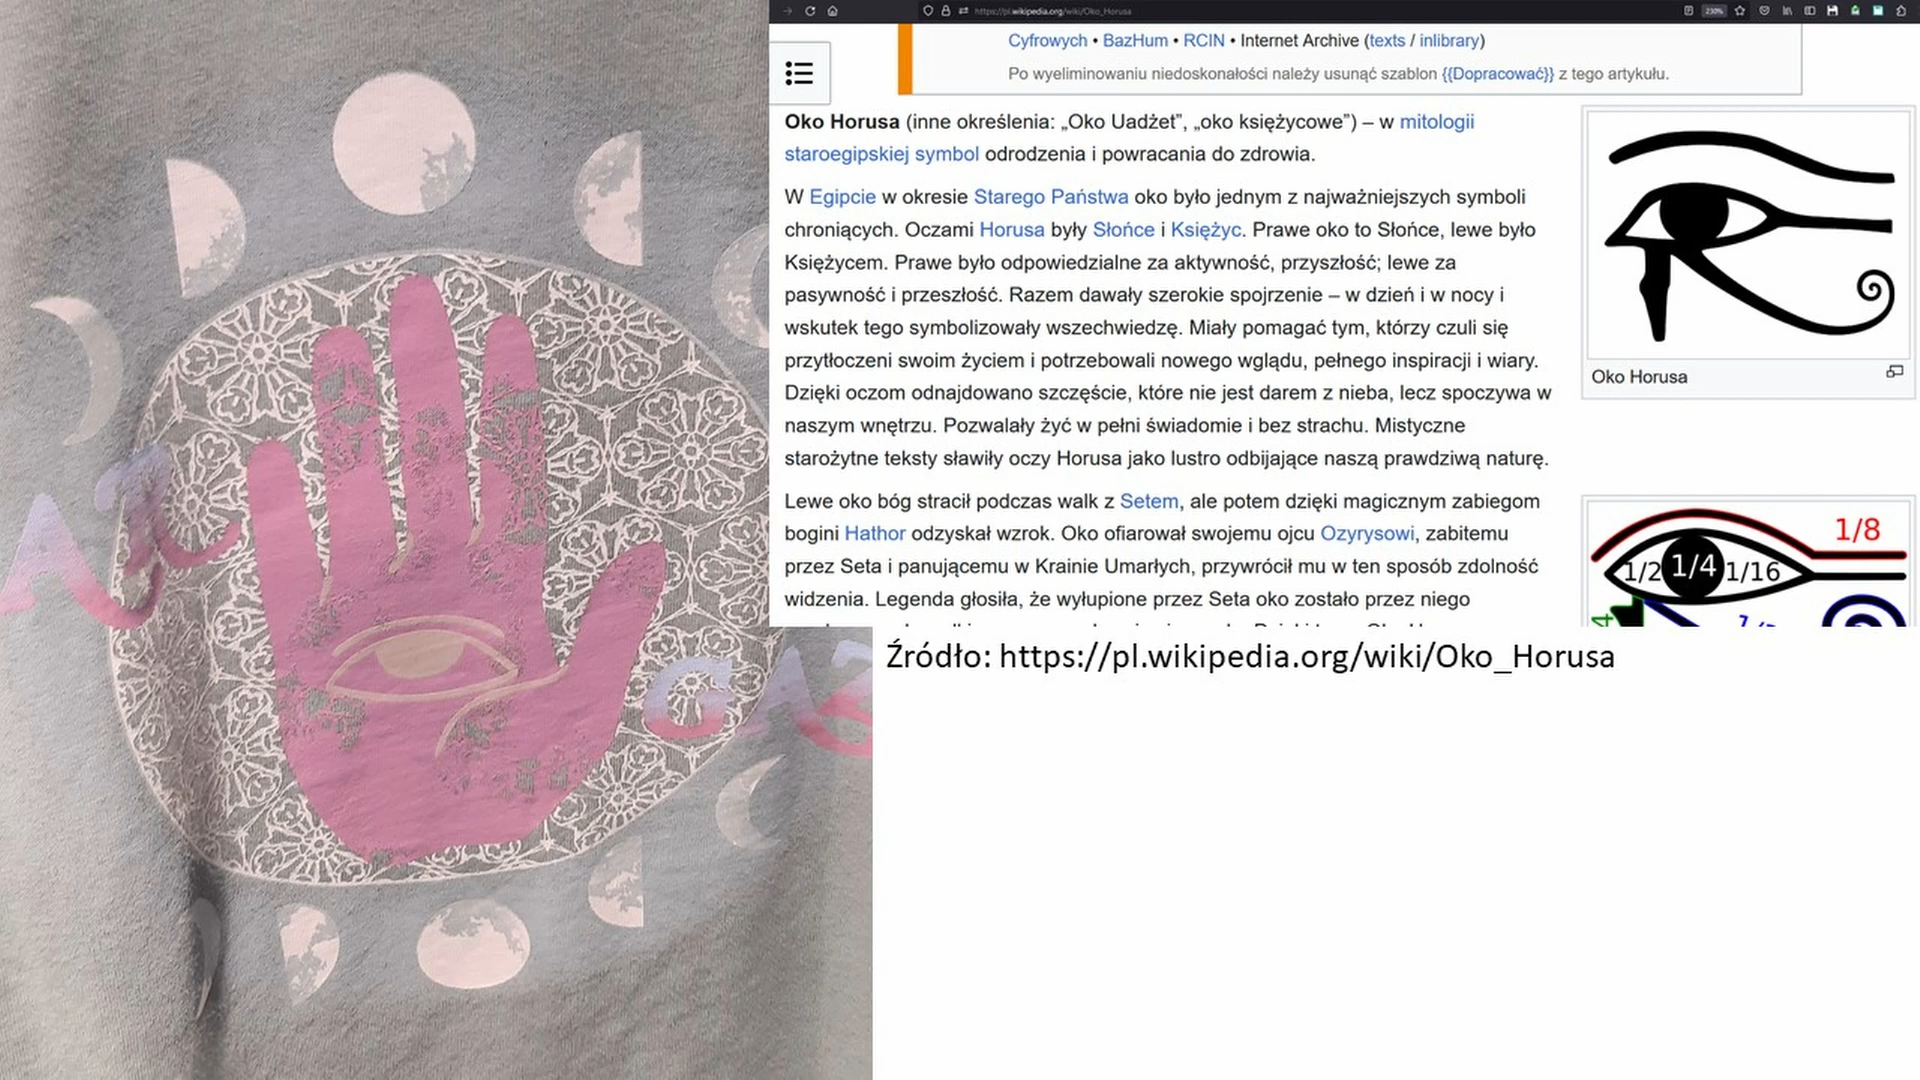 https://pl.wikipedia.org/wiki/Oko_Horusa
230%
Cyfrowych • BazHum • RCIN • Internet Archive (texts / inlibrary)
Po wyeliminowaniu niedoskonałości należy usunąć szablon {{Dopracować}} z tego artykułu.
Oko Horusa (inne określenia: „Oko Uadżet”, „oko księżycowe”) – w mitologii
staroegipskiej symbol odrodzenia i powracania do zdrowia.
W Egipcie w okresie Starego Państwa oko było jednym z najważniejszych symboli
chroniących. Oczami Horusa były Słońce i Księżyc. Prawe oko to Słońce, lewe było
Księżycem. Prawe było odpowiedzialne za aktywność, przyszłość; lewe za
pasywność i przeszłość. Razem dawały szerokie spojrzenie – w dzień i w nocy i
wskutek tego symbolizowały wszechwiedzę. Miały pomagać tym, którzy czuli się
przytłoczeni swoim życiem i potrzebowali nowego wglądu, pełnego inspiracji i wiary.
Dzięki oczom odnajdowano szczęście, które nie jest darem z nieba, lecz spoczywa w
naszym wnętrzu. Pozwalały żyć w pełni świadomie i bez strachu. Mistyczne
starożytne teksty sławiły oczy Horusa jako lustro odbijające naszą prawdziwą naturę.
Oko Horusa
Lewe oko bóg stracił podczas walk z Setem, ale potem dzięki magicznym zabiegom
bogini Hathor odzyskał wzrok. Oko ofiarował swojemu ojcu Ozyrysowi, zabitemu
przez Seta i panującemu w Krainie Umarłych, przywrócił mu w ten sposób zdolność
widzenia. Legenda głosiła, że wyłupione przez Seta oko zostało przez niego
1/8
1/2 1/4 1/16
Źródło: https://pl.wikipedia.org/wiki/Oko_Horusa